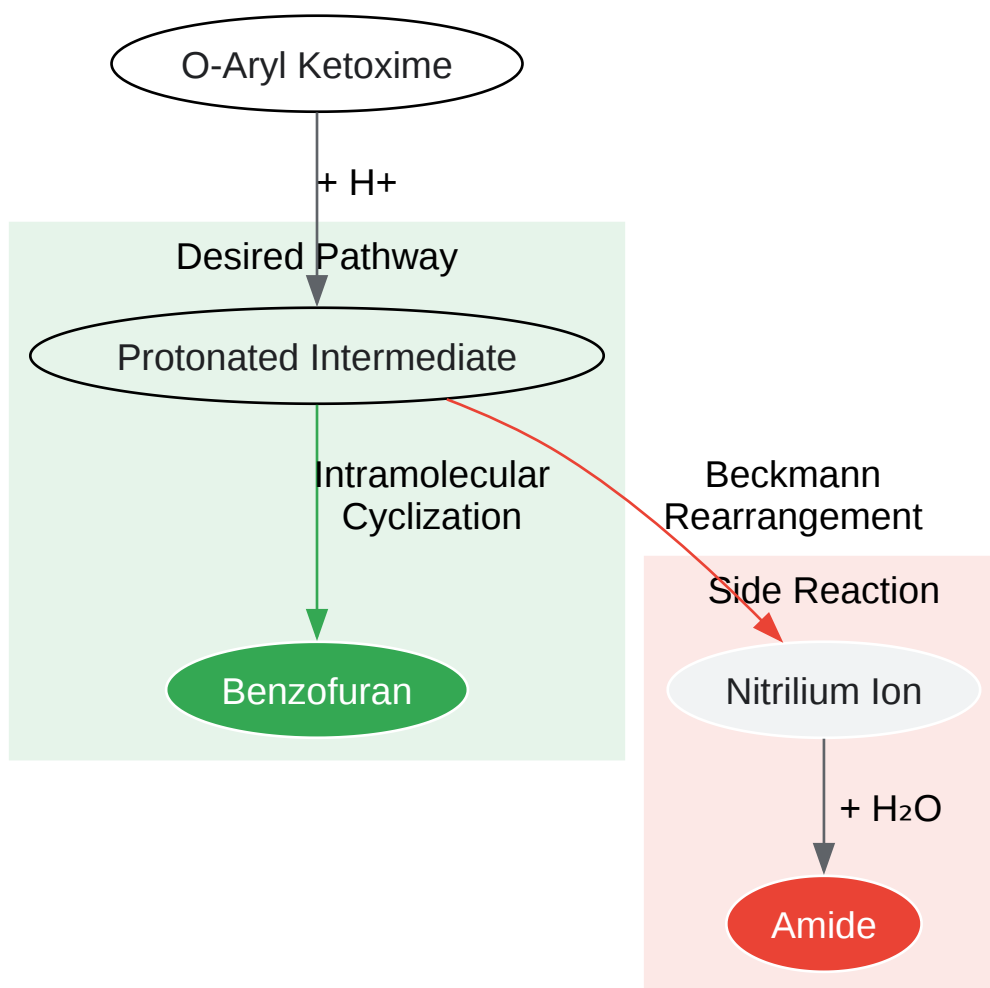 O-Aryl Ketoxime
+ H+
Desired Pathway
Protonated Intermediate
Intramolecular
Cyclization
Beckmann
Rearrangement
Side Reaction
Benzofuran
Nitrilium Ion
+ H₂O
Amide